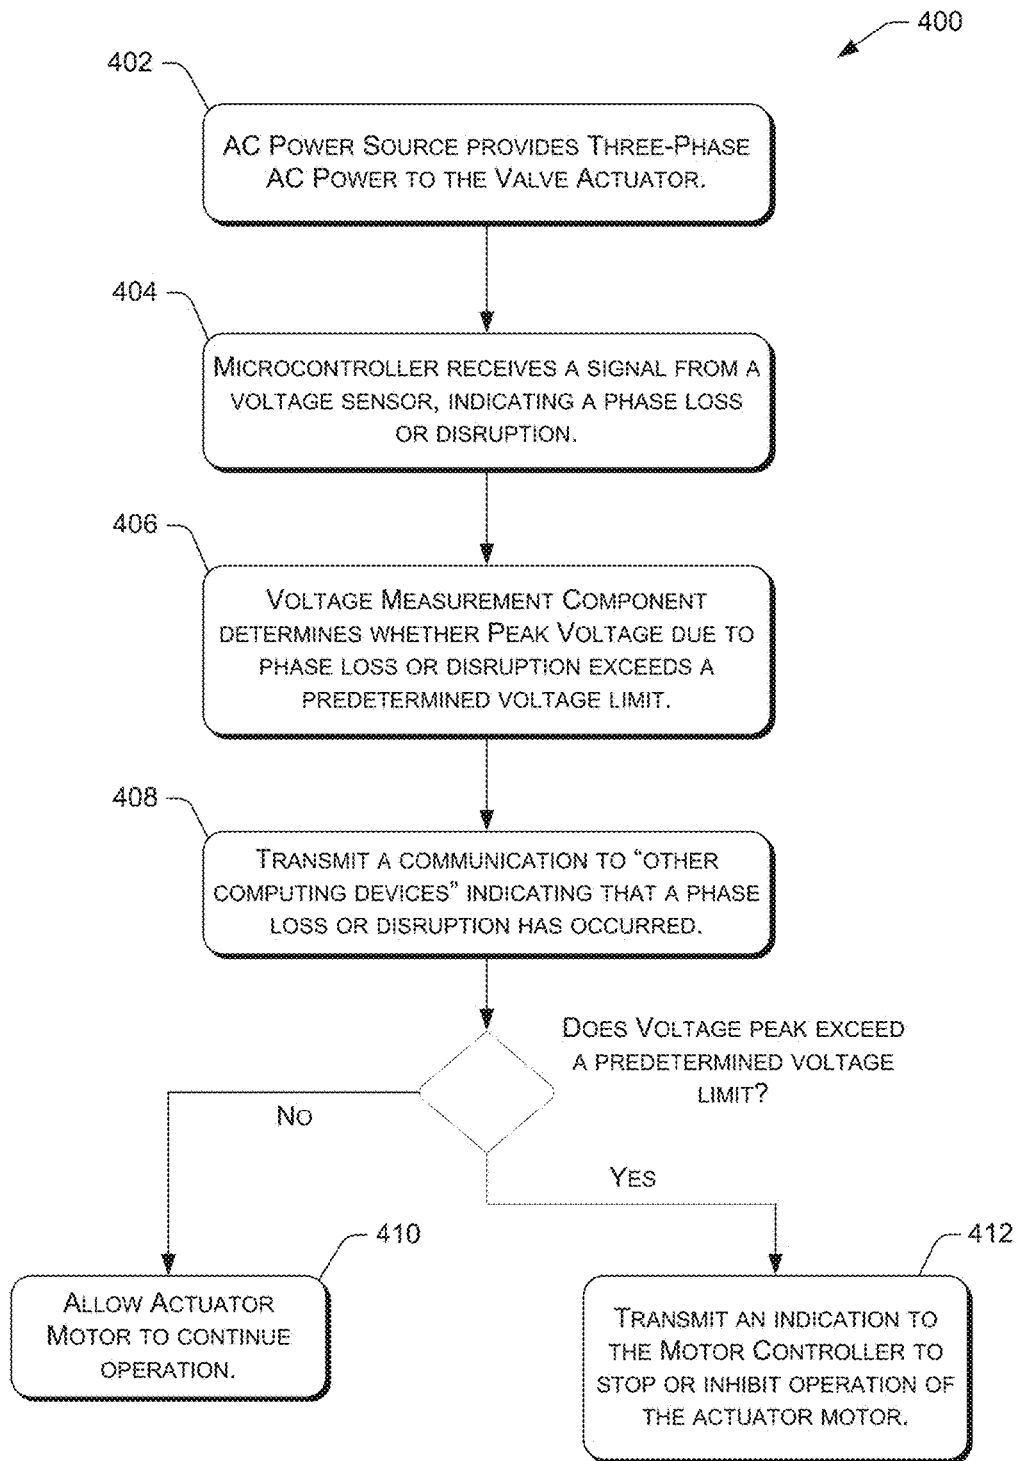 400
402
AC POWER SOURCE PROVIDES THREE-PHASE
AC POWER TO THE VALVE ACTUATOR.
404
MICROCONTROLLER RECEIVES A SIGNAL FROM A
VOLTAGE SENSOR, INDICATING A PHASE LOSS
OR DISRUPTION.
406
VOLTAGE MEASUREMENT COMPONENT
DETERMINES WHETHER PEAK VOLTAGE DUE TO
PHASE LOSS OR DISRUPTION EXCEEDS A
PREDETERMINED VOLTAGE LIMIT.
408
TRANSMIT A COMMUNICATION TO “OTHER
COMPUTING DEVICES” INDICATING THAT A PHASE
LOSS OR DISRUPTION HAS OCCURRED.
DOES VOLTAGE PEAK EXCEED
A PREDETERMINED VOLTAGE
LIMIT?
NO
YES
410
ALLOW ACTUATOR
MOTOR TO CONTINUE
OPERATION.
412
TRANSMIT AN INDICATION TO
THE MOTOR CONTROLLER TO
STOP OR INHIBIT OPERATION OF
THE ACTUATOR MOTOR.